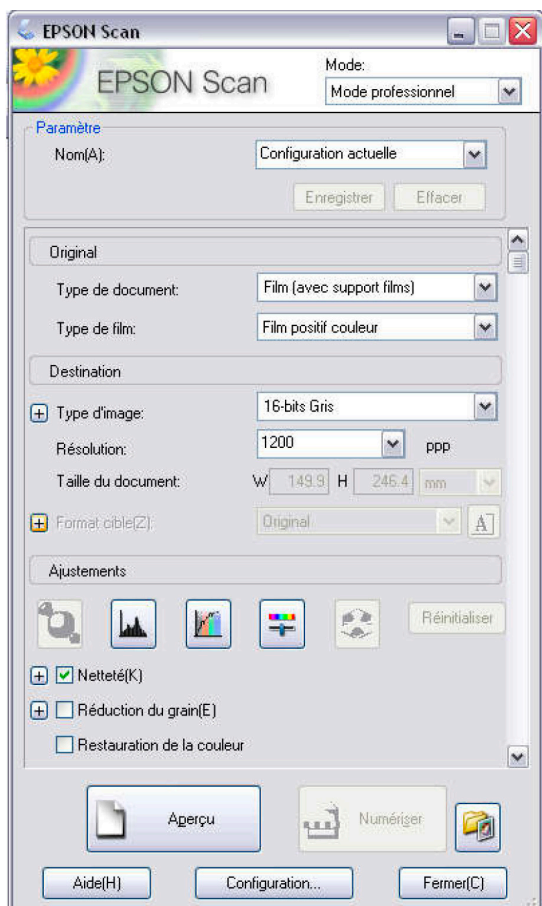 EPSON Scan
EPSON Scan
Mode:
Mode professionnel
Paramètre
Nom(A):
Configuration actuelle
Enregistrer
Effacer
Original
Type de document:
Film (avec support films)
Type de film:
Film positif couleur
Destination
Type d'image:
16-bits Gris
Résolution:
1200
ppp
Taille du document:
W
149.9
H
246.4
mm
Format cible(Z):
Original
A
Ajustements
Réinitialiser
Netteté(K)
Réduction du grain(E)
Restauration de la couleur
Aperçu
Numériser
Aide(H)
Configuration...
Fermer(C)